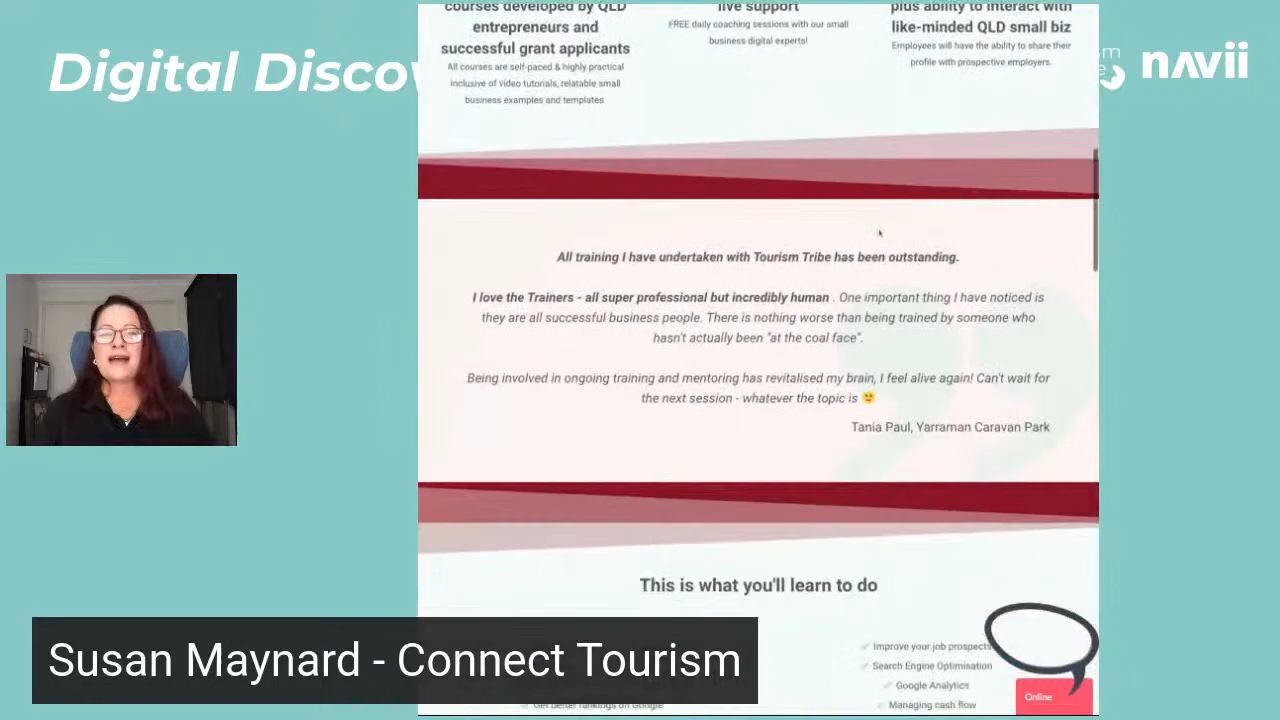 Digital Disco
navii
courses developed by QLD
entrepreneurs and
successful grant applicants
All courses are self-paced & highly practical
inclusive of video tutorials, relatable small
business examples and templates.
live support
FREE daily coaching sessions with our small
business digital experts!
plus ability to interact with
like-minded QLD small biz
Employees will have the ability to share their
profile with prospective employers.
All training I have undertaken with Tourism Tribe has been outstanding.
I love the Trainers - all super professional but incredibly human . One important thing I have noticed is
they are all successful business people. There is nothing worse than being trained by someone who
hasn't actually been "at the coal face".
Being involved in ongoing training and mentoring has revitalised my brain, I feel alive again! Can't wait for
the next session - whatever the topic is 😉
Tania Paul, Yarraman Caravan Park
This is what you'll learn to do
Improve your job prospects
Search Engine Optimisation
Google Analytics
Managing cash flow
Get better rankings on Google
Online
Susan Maynard - Connect Tourism